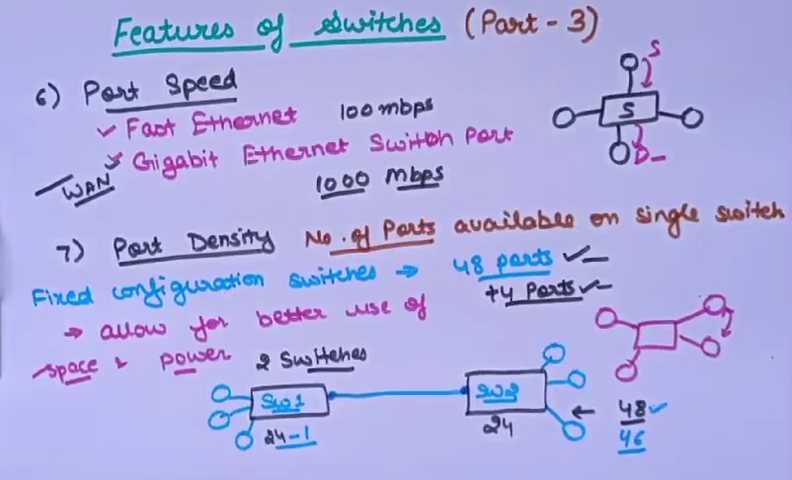 Features of Switches (Part - 3)
6) Port Speed
Fast Ethernet 100 mbps
Gigabit Ethernet Switch Port
WAN
1000 Mbps
S
S
D
7) Port Density No. of Ports available on single switch
Fixed configuration switches → 48 ports
+4 Ports
⇒ allow for better use of
space & power 2 Switches
SW1
SW2
24-1
24
← 48
46